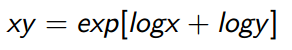 xy = exp[logx + logy]